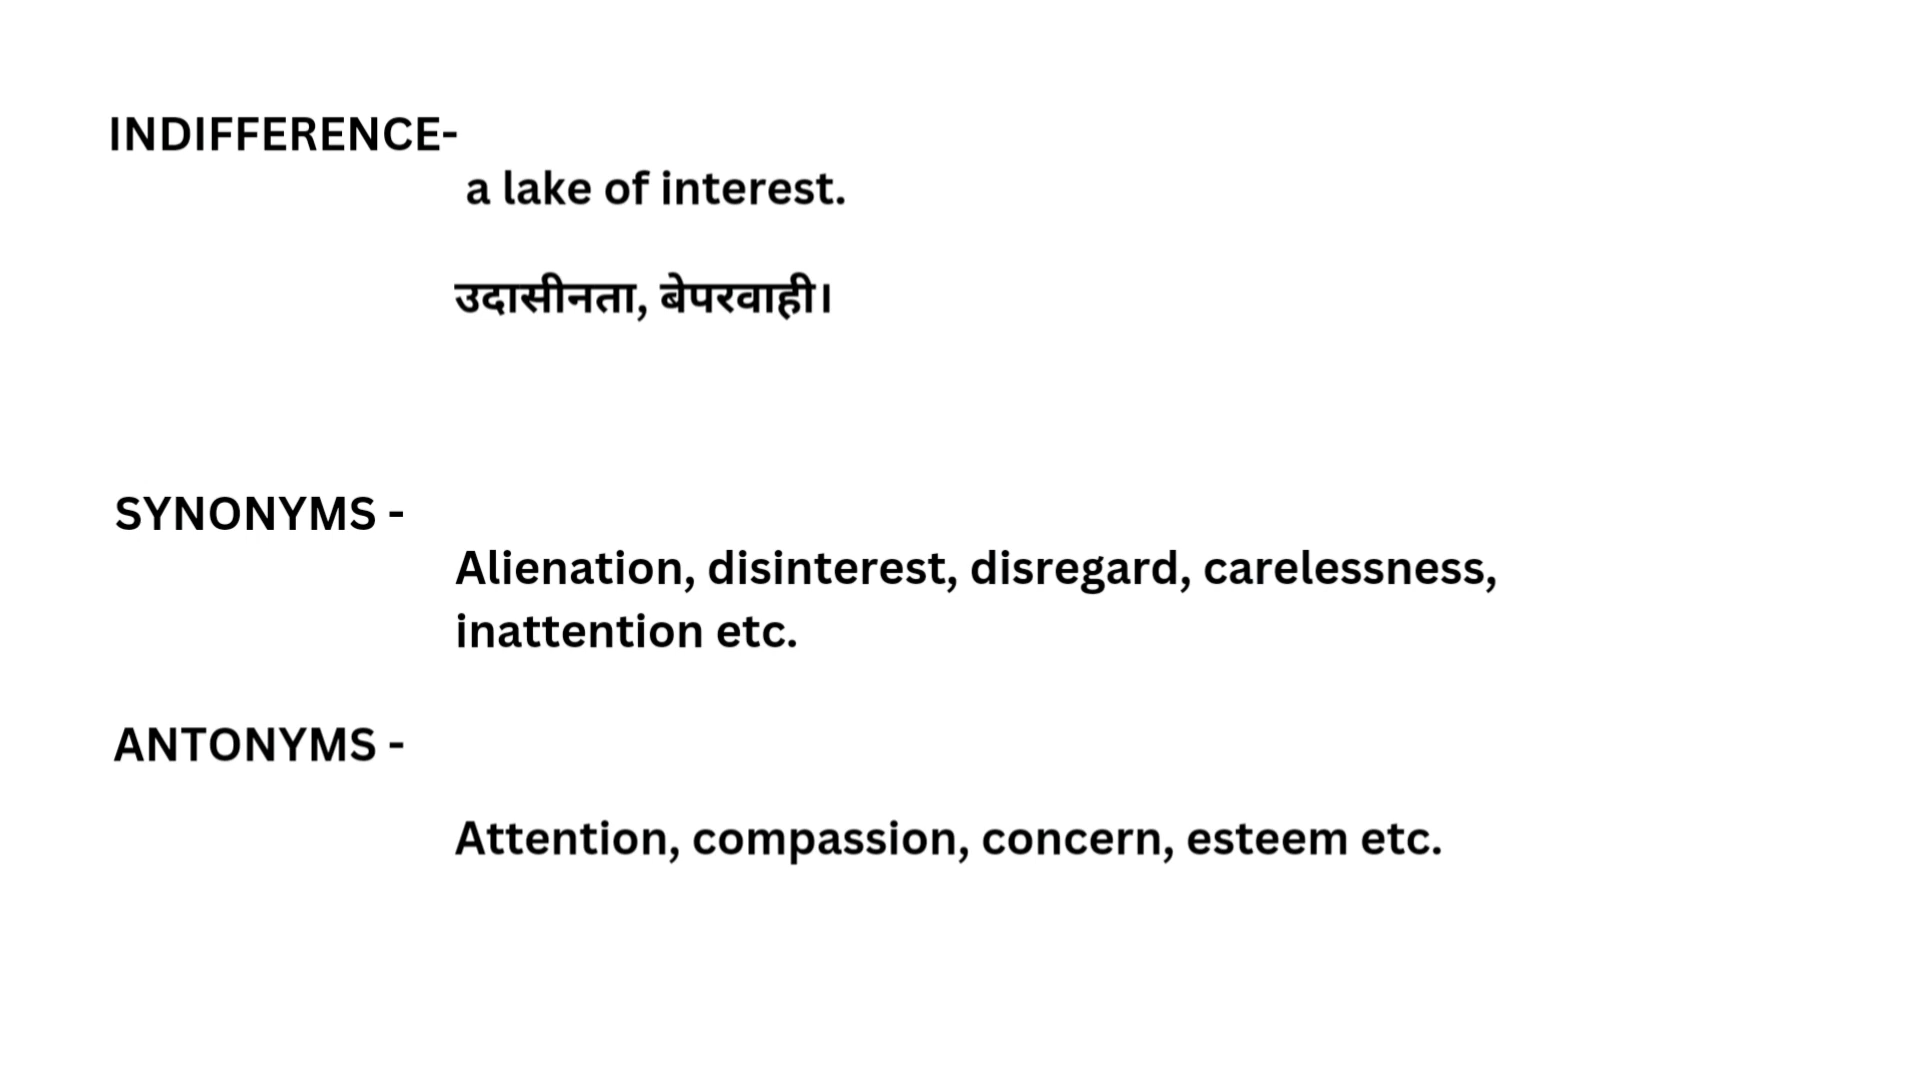 INDIFFERENCE-
a lake of interest.
उदासीनता, बेपरवाही।
SYNONYMS -
Alienation, disinterest, disregard, carelessness,
inattention etc.
ANTONYMS -
Attention, compassion, concern, esteem etc.